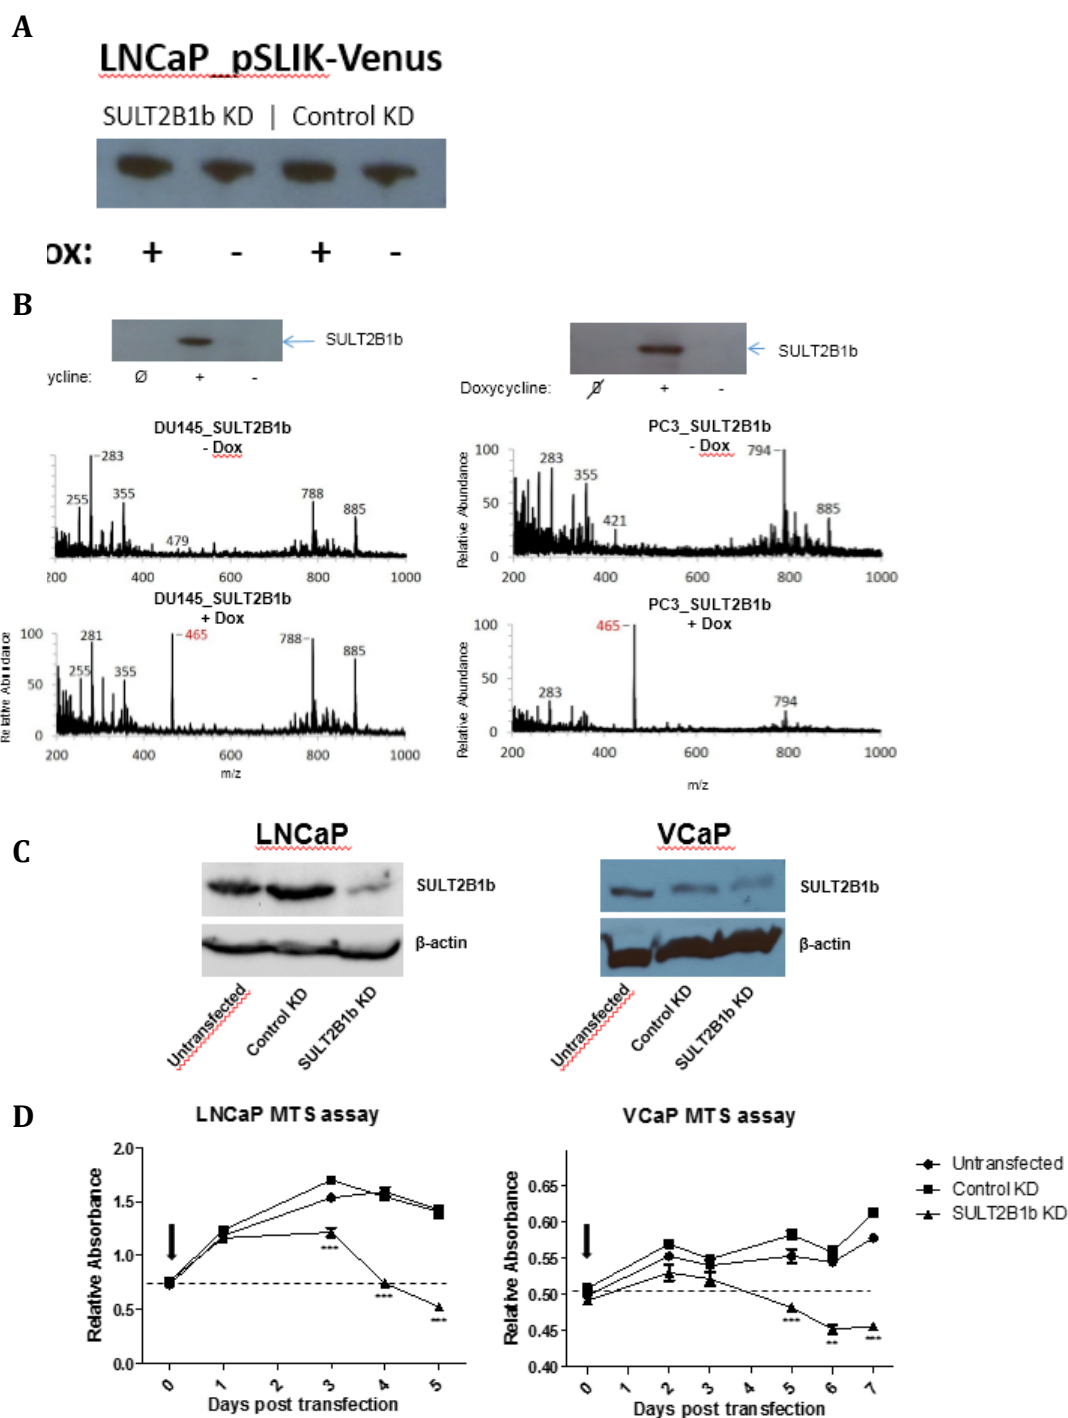 A
LNCaP_pSLIK-Venus
SULT2B1b KD | Control KD
ox: + - + -
B
SULT2B1b
ycline: Ø + -
SULT2B1b
Doxycycline: Ø + -
DU145_SULT2B1b
- Dox
283
255
355
479
788
885
200 400 600 800 1000
DU145_SULT2B1b
+ Dox
Relative Abundance
100
50
0
281
255
355
465
788
885
200 400 600 800 1000
m/z
PC3_SULT2B1b
- Dox
Relative Abundance
100
50
0
283
355
421
794
885
200 400 600 800 1000
PC3_SULT2B1b
+ Dox
Relative Abundance
100
50
0
465
283
794
200 400 600 800 1000
m/z
C
LNCaP
SULT2B1b
β-actin
Untransfected
Control KD
SULT2B1b KD
VCaP
SULT2B1b
β-actin
Untransfected
Control KD
SULT2B1b KD
D
LNCaP MTS assay
Relative Absorbance
2.0
1.5
1.0
0.5
0.0
***
***
***
0 1 2 3 4 5
Days post transfection
VCaP MTS assay
Relative Absorbance
0.65
0.60
0.55
0.50
0.45
0.40
***
**
***
0 1 2 3 4 5 6 7
Days post transfection
Untransfected
Control KD
SULT2B1b KD